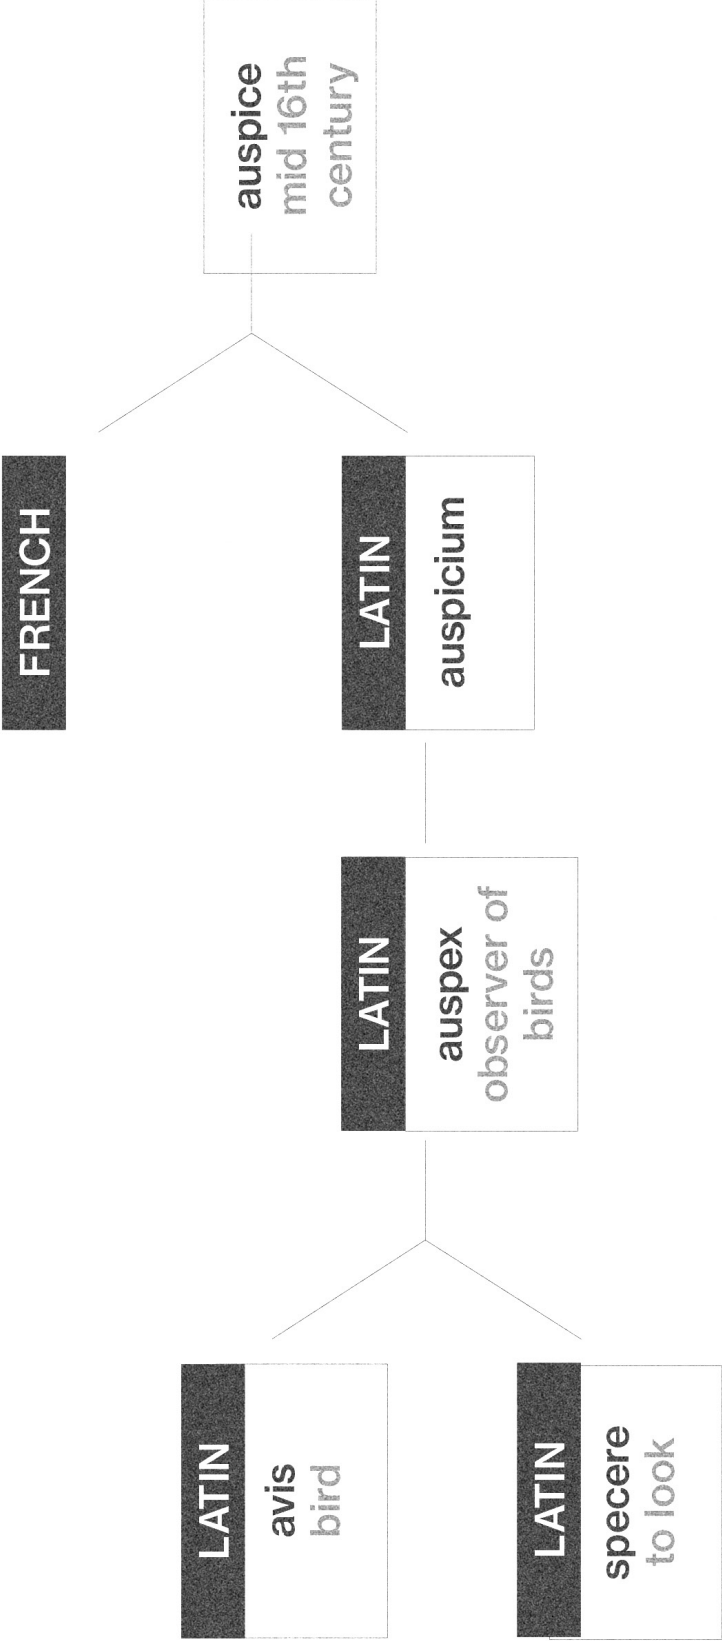 LATIN
avis
bird
LATIN
specere
to look
LATIN
auspex
observer of
birds
FRENCH
LATIN
auspicium
auspice
mid 16th
century